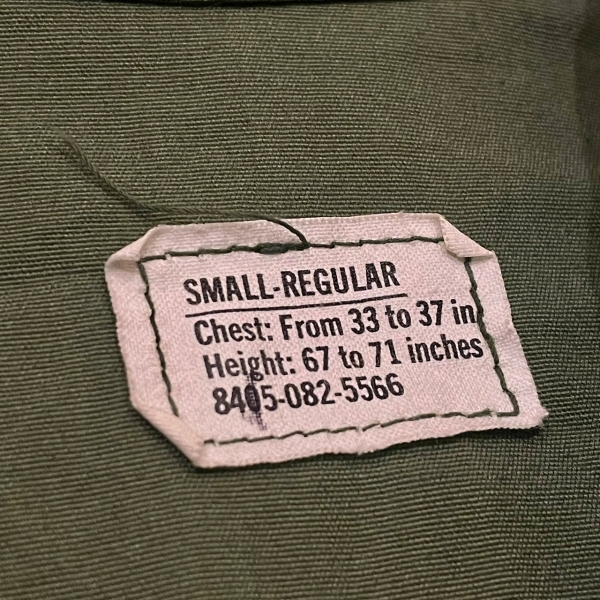 SMALL-REGULAR
Chest: From 33 to 37 in
Height: 67 to 71 inches
8405-082-5566